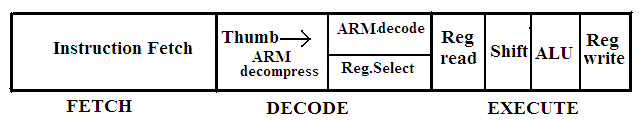 Instruction Fetch
Thumb
ARM
decompress
ARM.decode
Reg.Select
Reg
read
Shift
ALU
Reg
write
FETCH
DECODE
EXECUTE